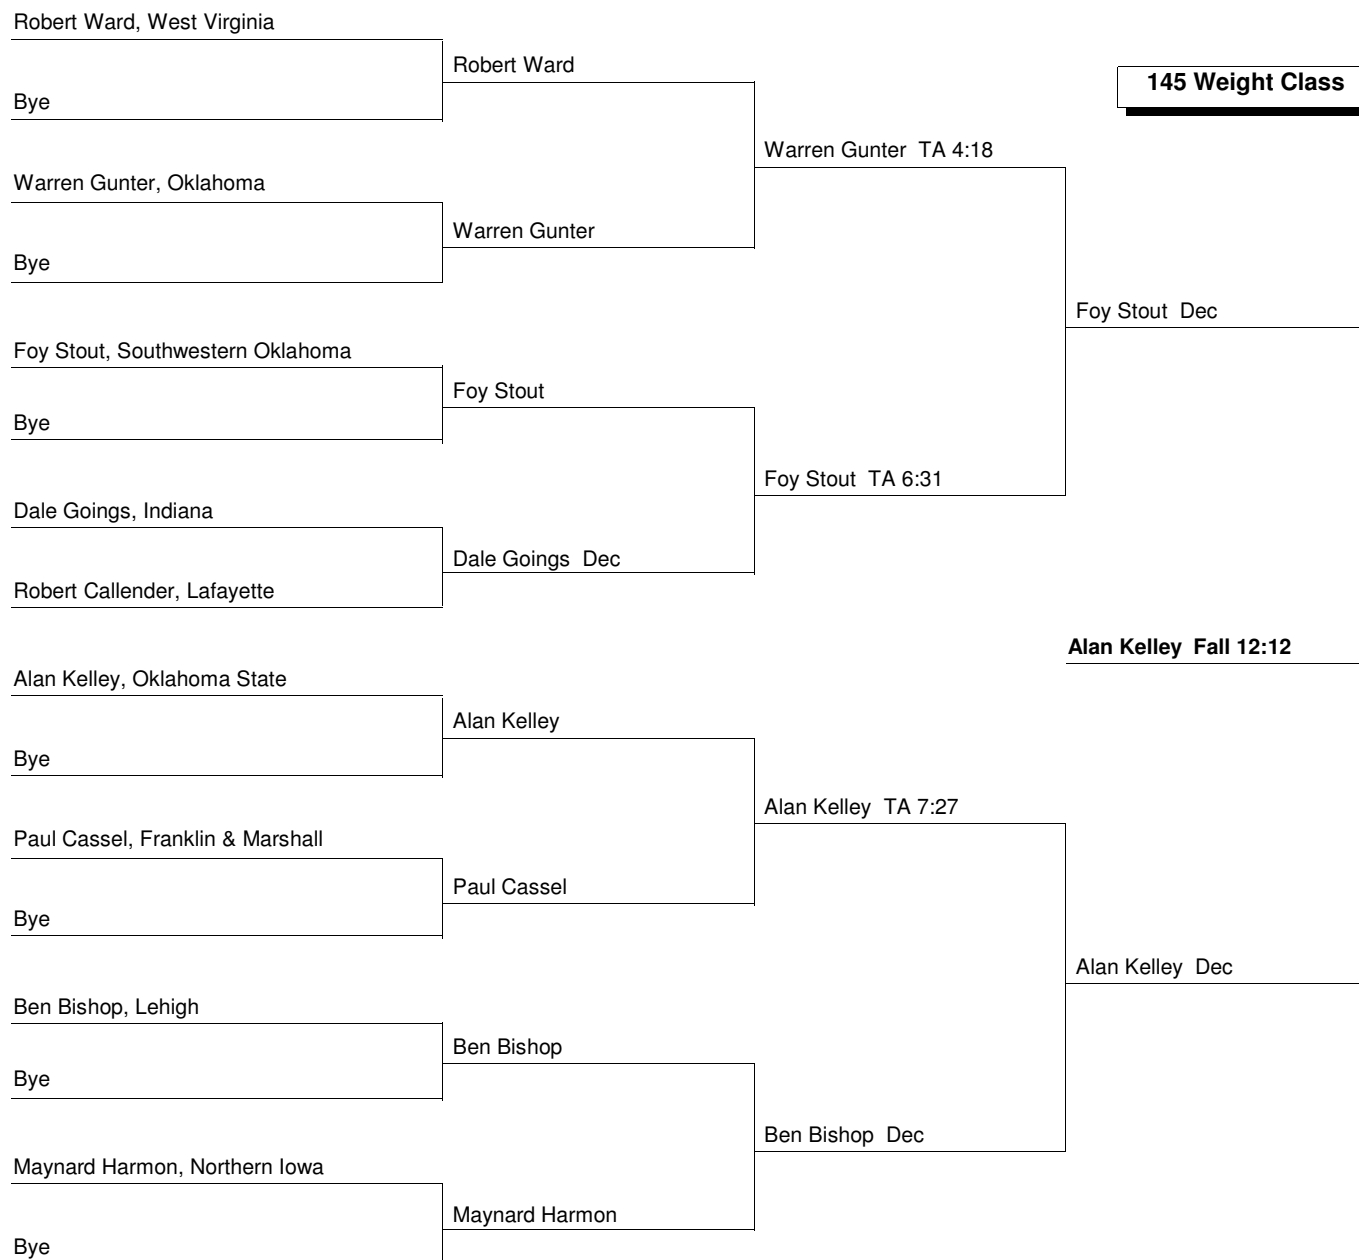 Robert Ward, West Virginia
Robert Ward
145 Weight Class
Bye
Warren Gunter  TA 4:18
Warren Gunter, Oklahoma
Warren Gunter
Bye
Foy Stout  Dec
Foy Stout, Southwestern Oklahoma
Foy Stout
Bye
Foy Stout  TA 6:31
Dale Goings, Indiana
Dale Goings  Dec
Robert Callender, Lafayette
Alan Kelley  Fall 12:12
Alan Kelley, Oklahoma State
Alan Kelley
Bye
Alan Kelley  TA 7:27
Paul Cassel, Franklin & Marshall
Paul Cassel
Bye
Alan Kelley  Dec
Ben Bishop, Lehigh
Ben Bishop
Bye
Ben Bishop  Dec
Maynard Harmon, Northern Iowa
Maynard Harmon
Bye